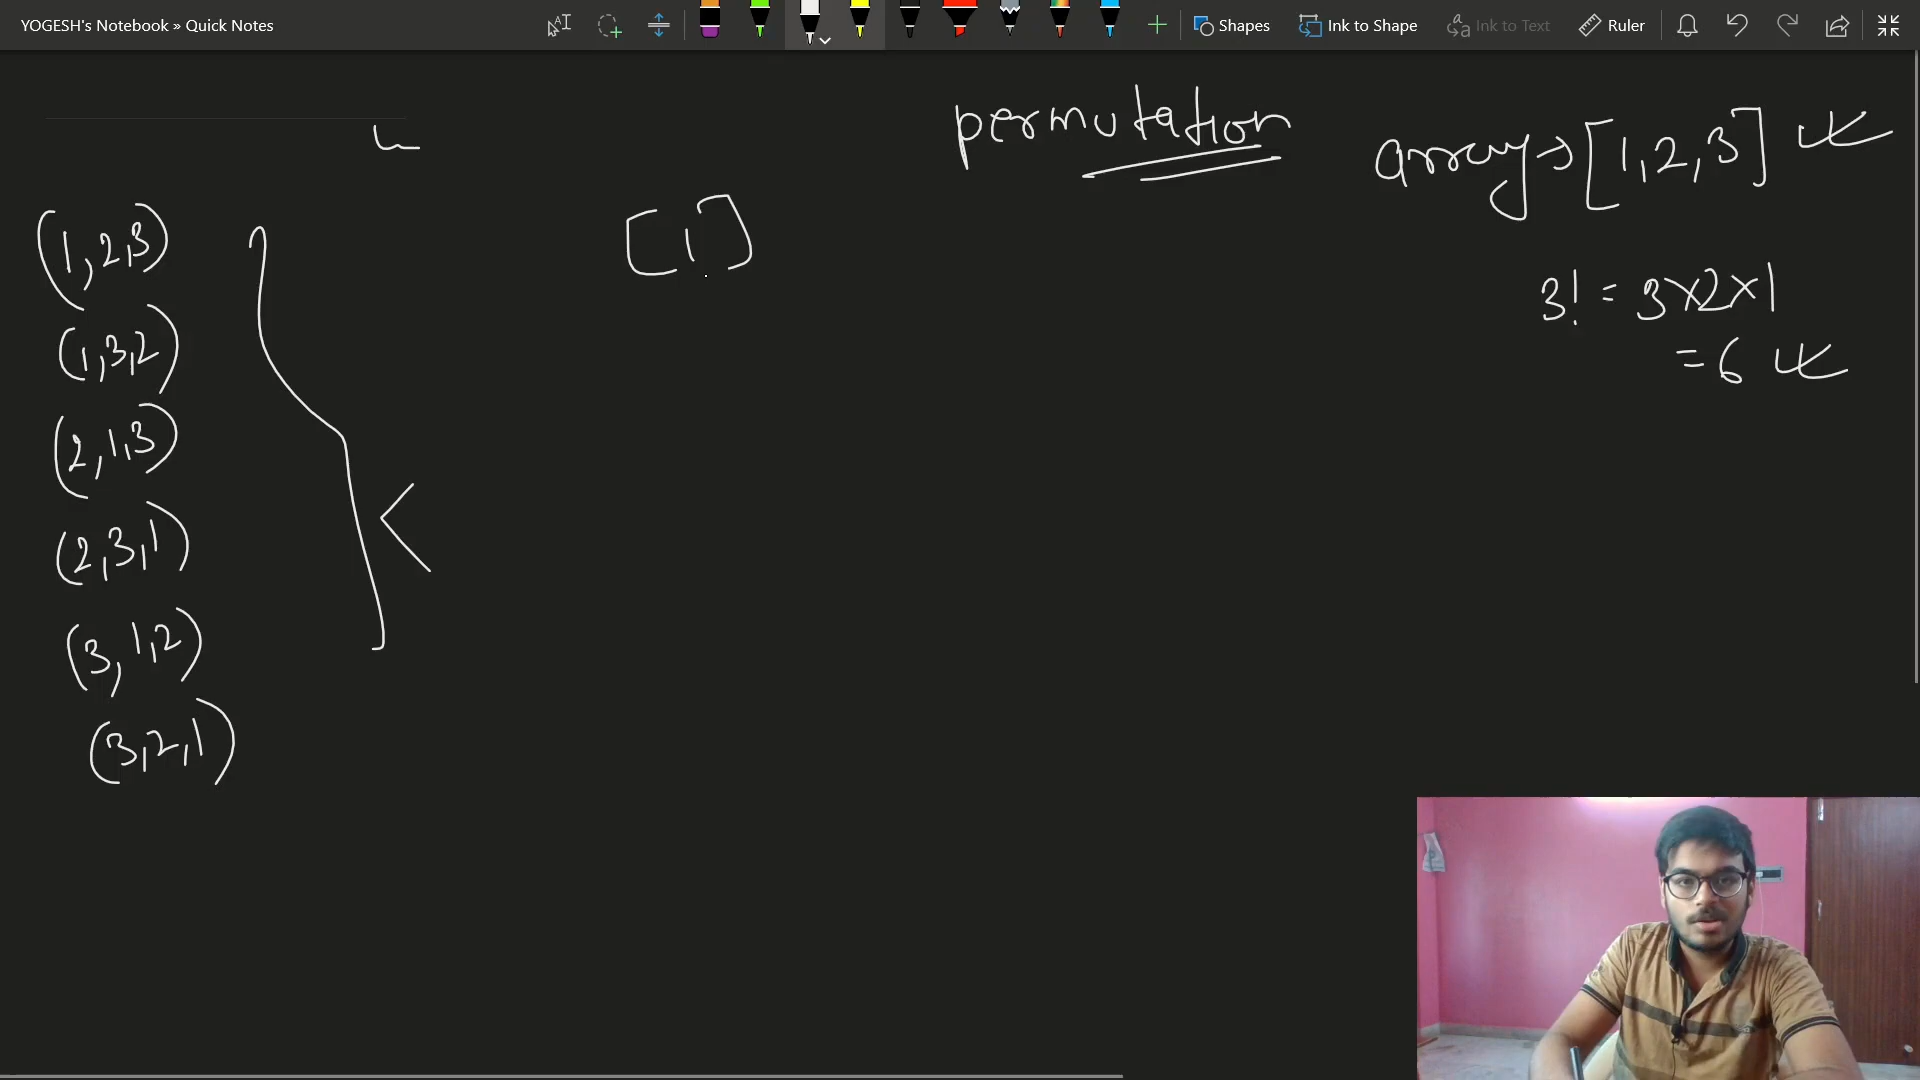 YOGESH's Notebook » Quick Notes
Shapes
Ink to Shape
Ink to Text
Ruler
permutation
array → [1,2,3]
(1,2,3)
[1]
3! = 3×2×1
= 6
(1,3,2)
(2,1,3)
(2,3,1)
(3,1,2)
(3,2,1)